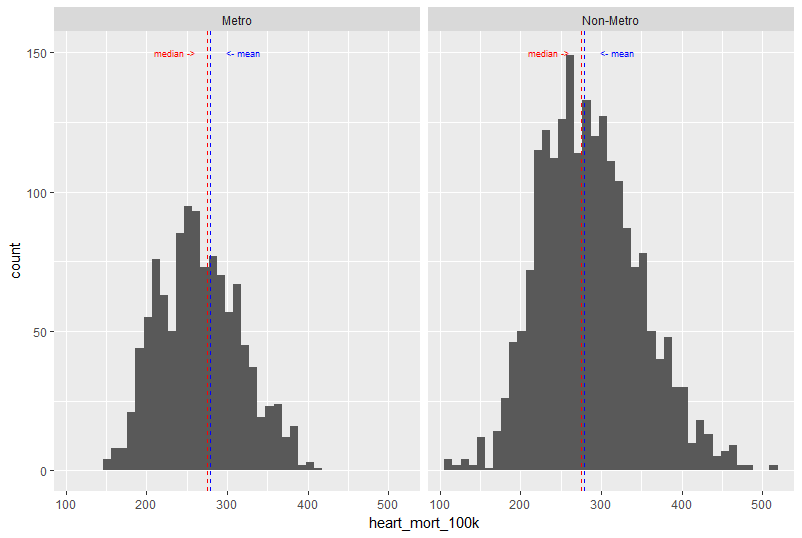 Metro
Non-Metro
median -> <- mean
median -> <- mean
150
100
50
0
count
100 200 300 400 500
100 200 300 400 500
heart_mort_100k